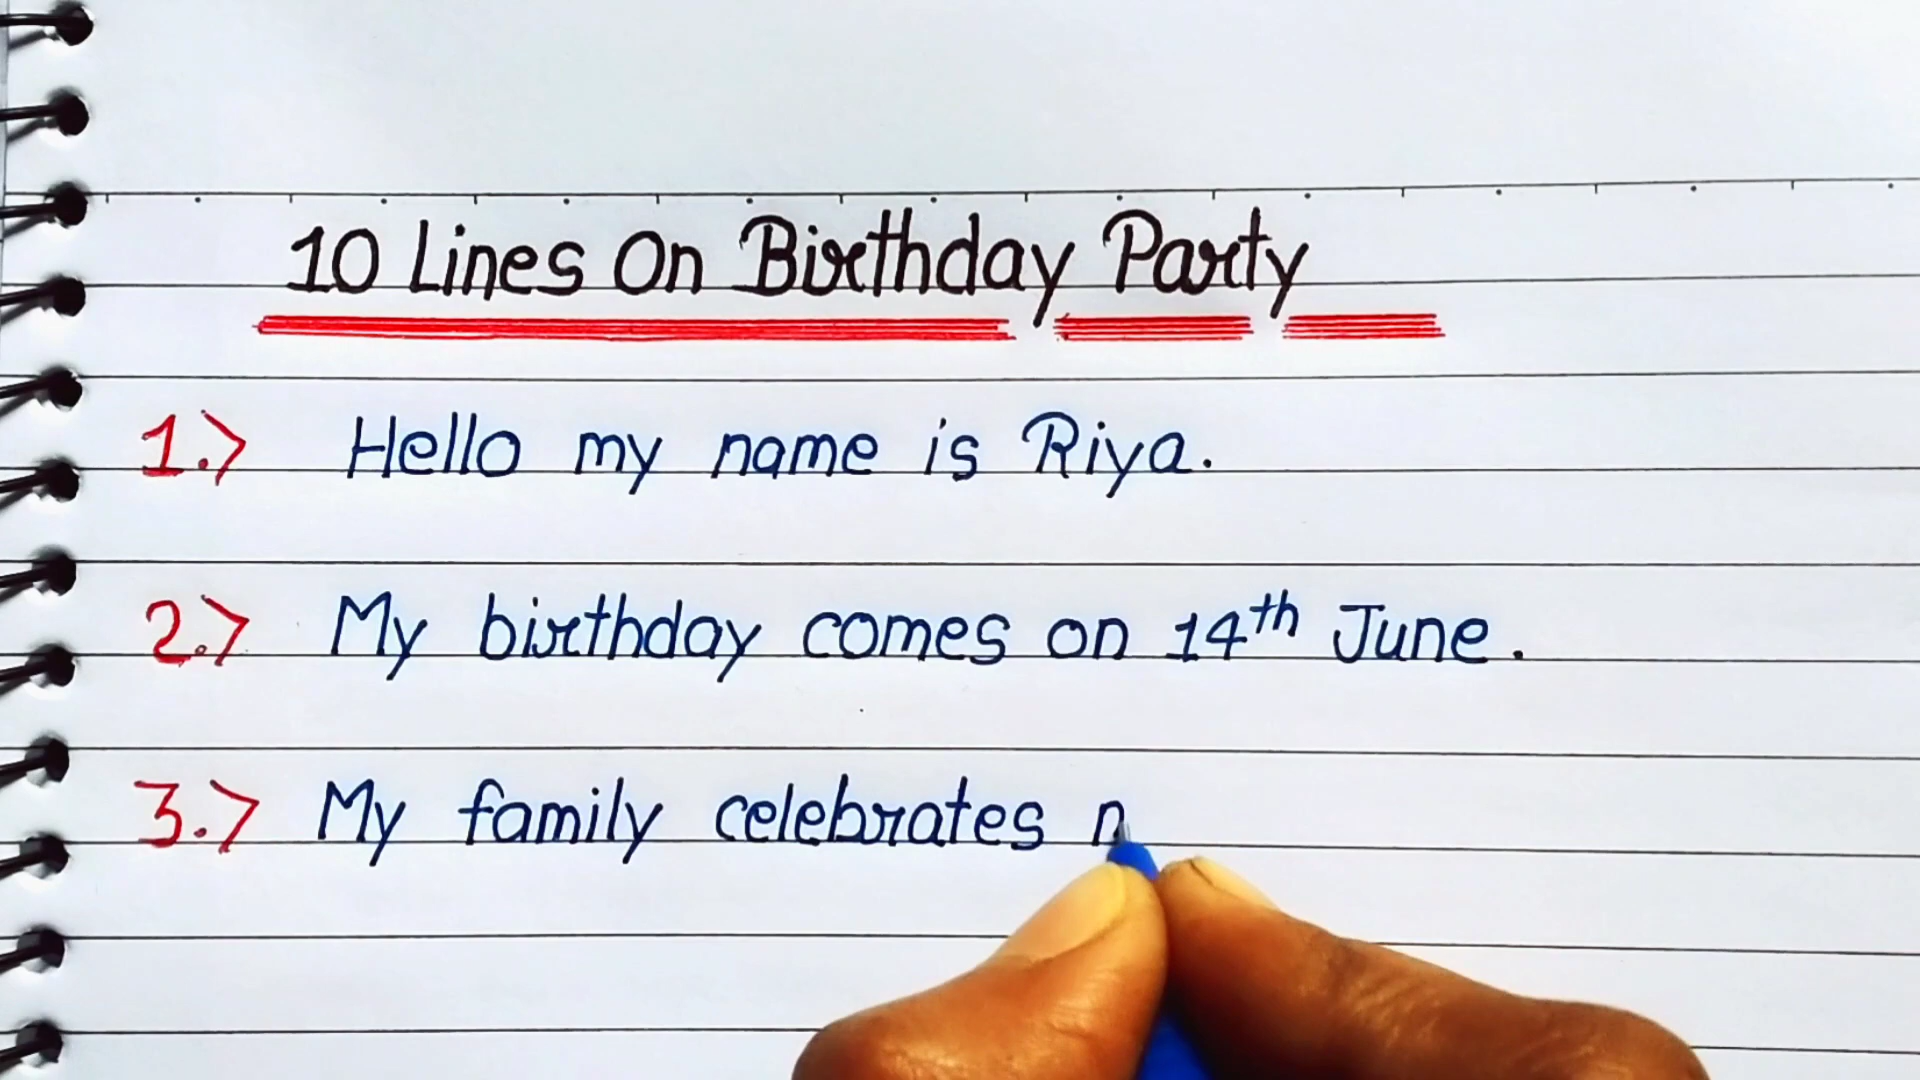 10 Lines On Birthday Party
1.> Hello my name is Riya.
2.> My birthday comes on 14th June.
3.> My family celebrates